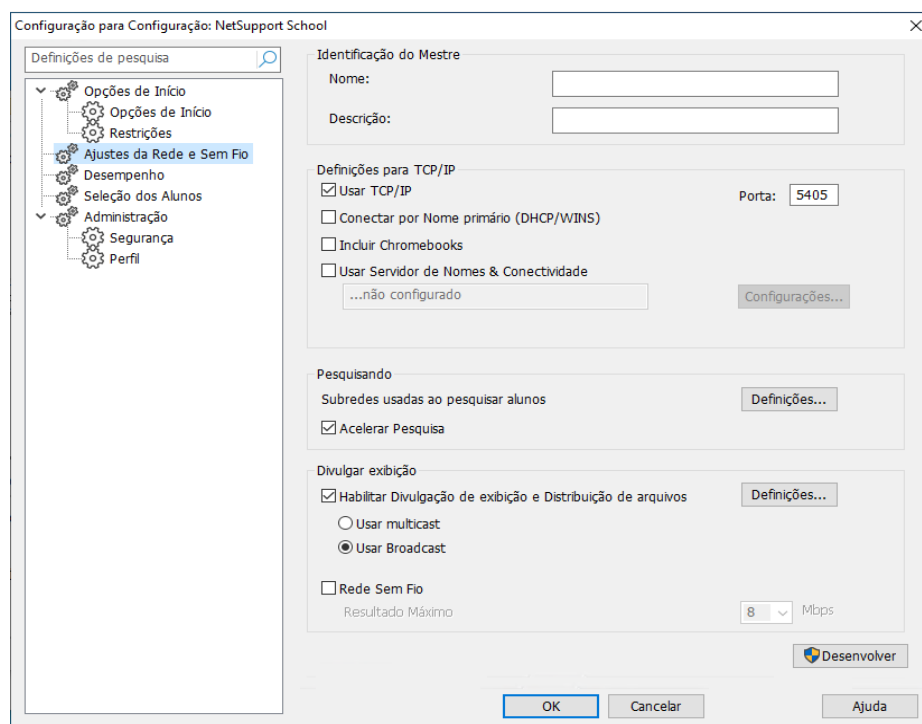 Configuração para Configuração: NetSupport School
Definições de pesquisa
Opções de Início
Opções de Início
Restrições
Ajustes da Rede e Sem Fio
Desempenho
Seleção dos Alunos
Administração
Segurança
Perfil
Identificação do Mestre
Nome:
Descrição:
Definições para TCP/IP
Usar TCP/IP
Porta: 5405
Conectar por Nome primário (DHCP/WINS)
Incluir Chromebooks
Usar Servidor de Nomes & Conectividade
...não configurado
Configurações...
Pesquisando
Subredes usadas ao pesquisar alunos
Definições...
Acelerar Pesquisa
Divulgar exibição
Habilitar Divulgação de exibição e Distribuição de arquivos
Definições...
Usar multicast
Usar Broadcast
Rede Sem Fio
Resultado Máximo
8 Mbps
Desenvolver
OK
Cancelar
Ajuda